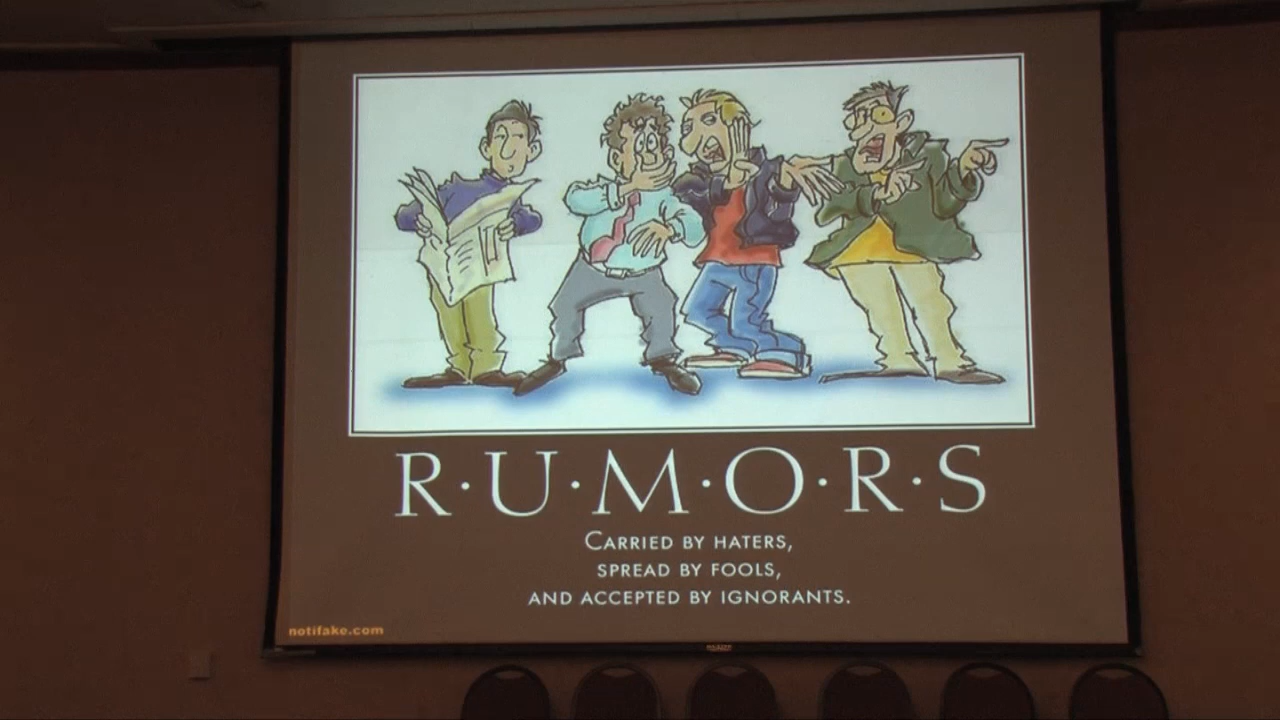 R·U·M·O·R·S
CARRIED BY HATERS,
SPREAD BY FOOLS,
AND ACCEPTED BY IGNORANTS.
notifake.com